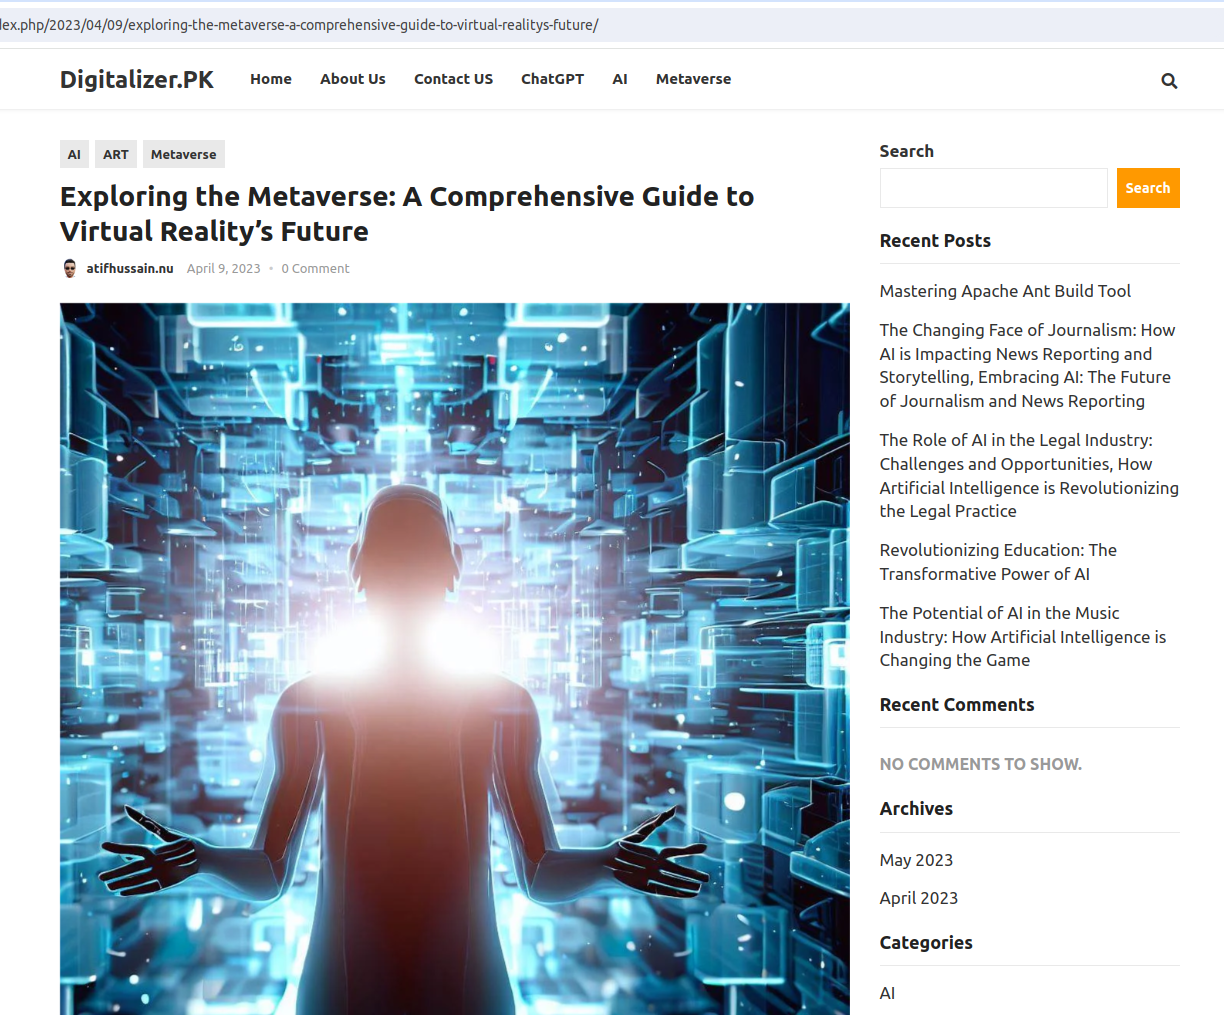 dex.php/2023/04/09/exploring-the-metaverse-a-comprehensive-guide-to-virtual-realitys-future/
Digitalizer.PK
Home
About Us
Contact US
ChatGPT
AI
Metaverse
AI
ART
Metaverse
Exploring the Metaverse: A Comprehensive Guide to
Virtual Reality’s Future
atifhussain.nu
April 9, 2023 • 0 Comment
Search
Search
Recent Posts
Mastering Apache Ant Build Tool
The Changing Face of Journalism: How
AI is Impacting News Reporting and
Storytelling, Embracing AI: The Future
of Journalism and News Reporting
The Role of AI in the Legal Industry:
Challenges and Opportunities, How
Artificial Intelligence is Revolutionizing
the Legal Practice
Revolutionizing Education: The
Transformative Power of AI
The Potential of AI in the Music
Industry: How Artificial Intelligence is
Changing the Game
Recent Comments
NO COMMENTS TO SHOW.
Archives
May 2023
April 2023
Categories
AI